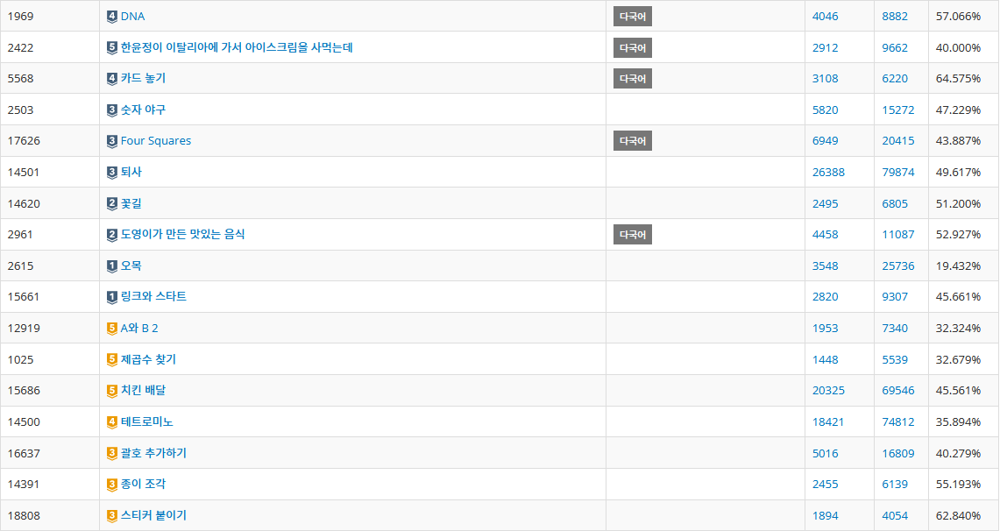 1969 4 DNA 다국어 4046 8882 57.066%
2422 5 한윤정이 이탈리아에 가서 아이스크림을 사먹는데 다국어 2912 9662 40.000%
5568 4 카드 놓기 다국어 3108 6220 64.575%
2503 3 숫자 야구 5820 15272 47.229%
17626 3 Four Squares 다국어 6949 20415 43.887%
14501 3 퇴사 26388 79874 49.617%
14620 2 꽃길 2495 6805 51.200%
2961 2 도영이가 만든 맛있는 음식 다국어 4458 11087 52.927%
2615 1 오목 3548 25736 19.432%
15661 1 링크와 스타트 2820 9307 45.661%
12919 5 A와 B 2 1953 7340 32.324%
1025 5 제곱수 찾기 1448 5539 32.679%
15686 5 치킨 배달 20325 69546 45.561%
14500 4 테트로미노 18421 74812 35.894%
16637 3 괄호 추가하기 5016 16809 40.279%
14391 3 종이 조각 2455 6139 55.193%
18808 3 스티커 붙이기 1894 4054 62.840%